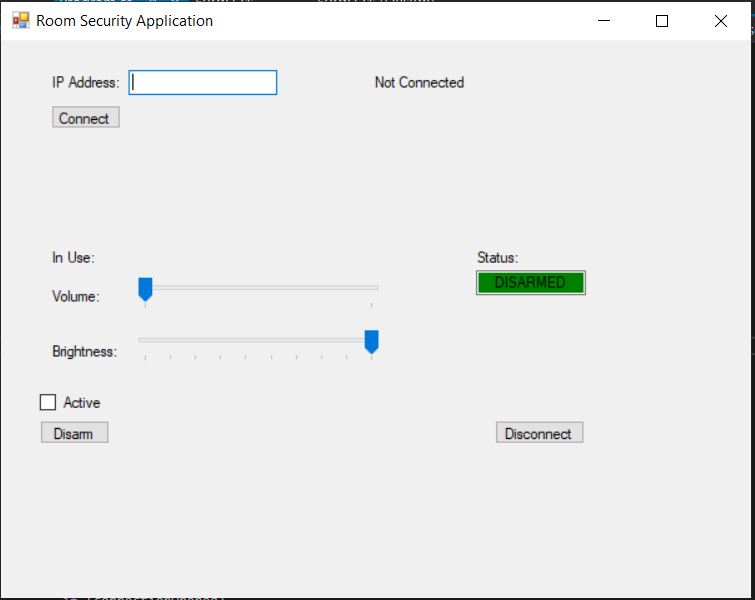 Room Security Application
IP Address:
Not Connected
Connect
In Use:
Status:
Volume:
DISARMED
Brightness:
Active
Disarm
Disconnect